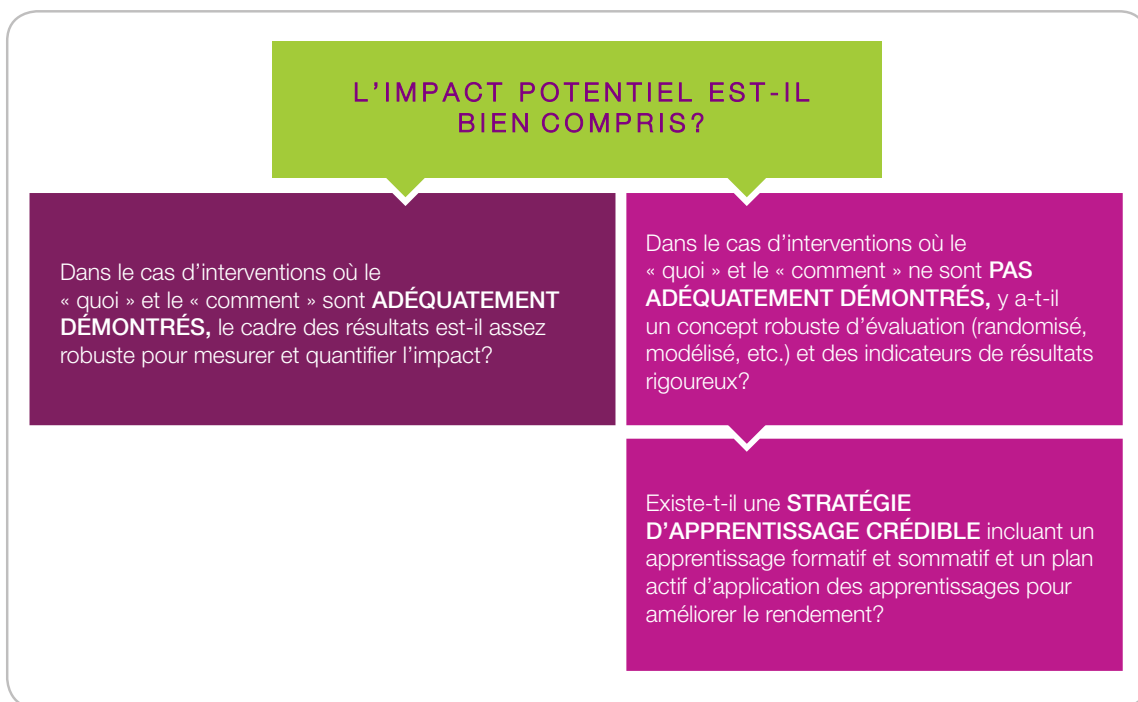 L'IMPACT POTENTIEL EST-IL
BIEN COMPRIS?
Dans le cas d'interventions où le
« quoi » et le « comment » sont ADÉQUATEMENT
DÉMONTRÉS, le cadre des résultats est-il assez
robuste pour mesurer et quantifier l'impact?
Dans le cas d'interventions où le
« quoi » et le « comment » ne sont PAS
ADÉQUATEMENT DÉMONTRÉS, y a-t-il
un concept robuste d'évaluation (randomisé,
modélisé, etc.) et des indicateurs de résultats
rigoureux?
Existe-t-il une STRATÉGIE
D'APPRENTISSAGE CRÉDIBLE incluant un
apprentissage formatif et sommatif et un plan
actif d'application des apprentissages pour
améliorer le rendement?